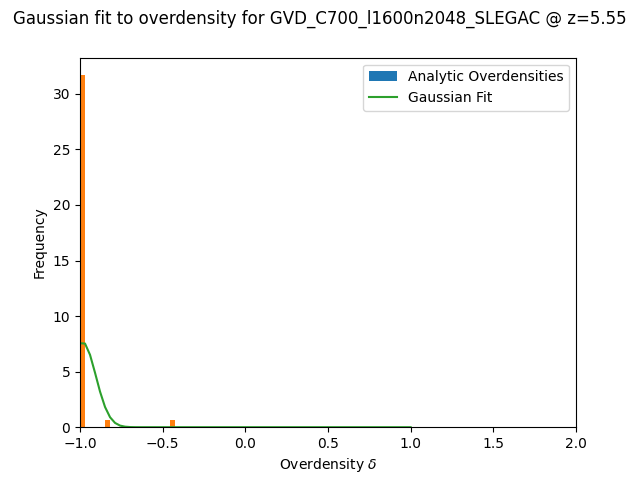 Gaussian fit to overdensity for GVD_C700_l1600n2048_SLEGAC @ z=5.55
Analytic Overdensities
Gaussian Fit
30
25
20
15
10
5
0
Frequency
−1.0
−0.5
0.0
0.5
1.0
1.5
2.0
Overdensity δ